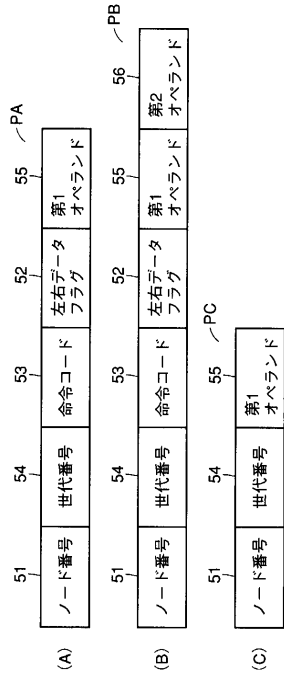 (A)
51 54 53 52 55 PA
ノード番号 世代番号 命令コード 左右データフラグ 第1オペランド
(B)
51 54 53 52 55 56 PB
ノード番号 世代番号 命令コード 左右データフラグ 第1オペランド 第2オペランド
(C)
51 54 55 PC
ノード番号 世代番号 第1オペランド